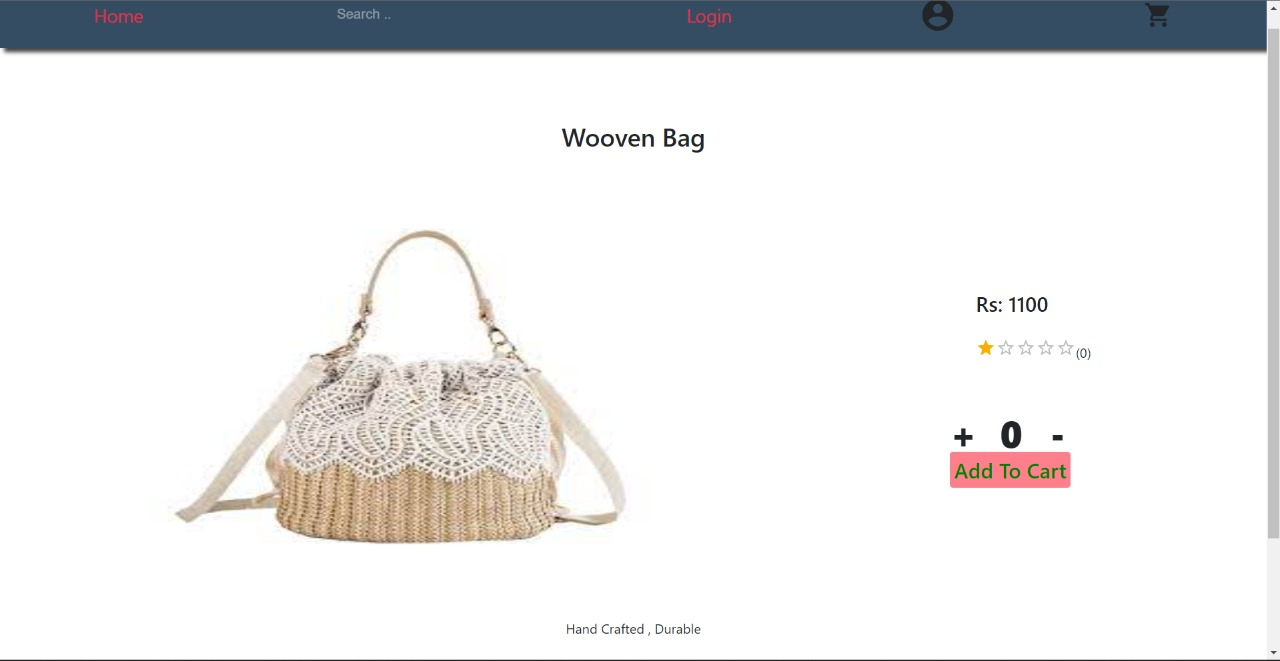 Home Search .. Login
Wooven Bag
Rs: 1100
(0)
+ 0 -
Add To Cart
Hand Crafted , Durable